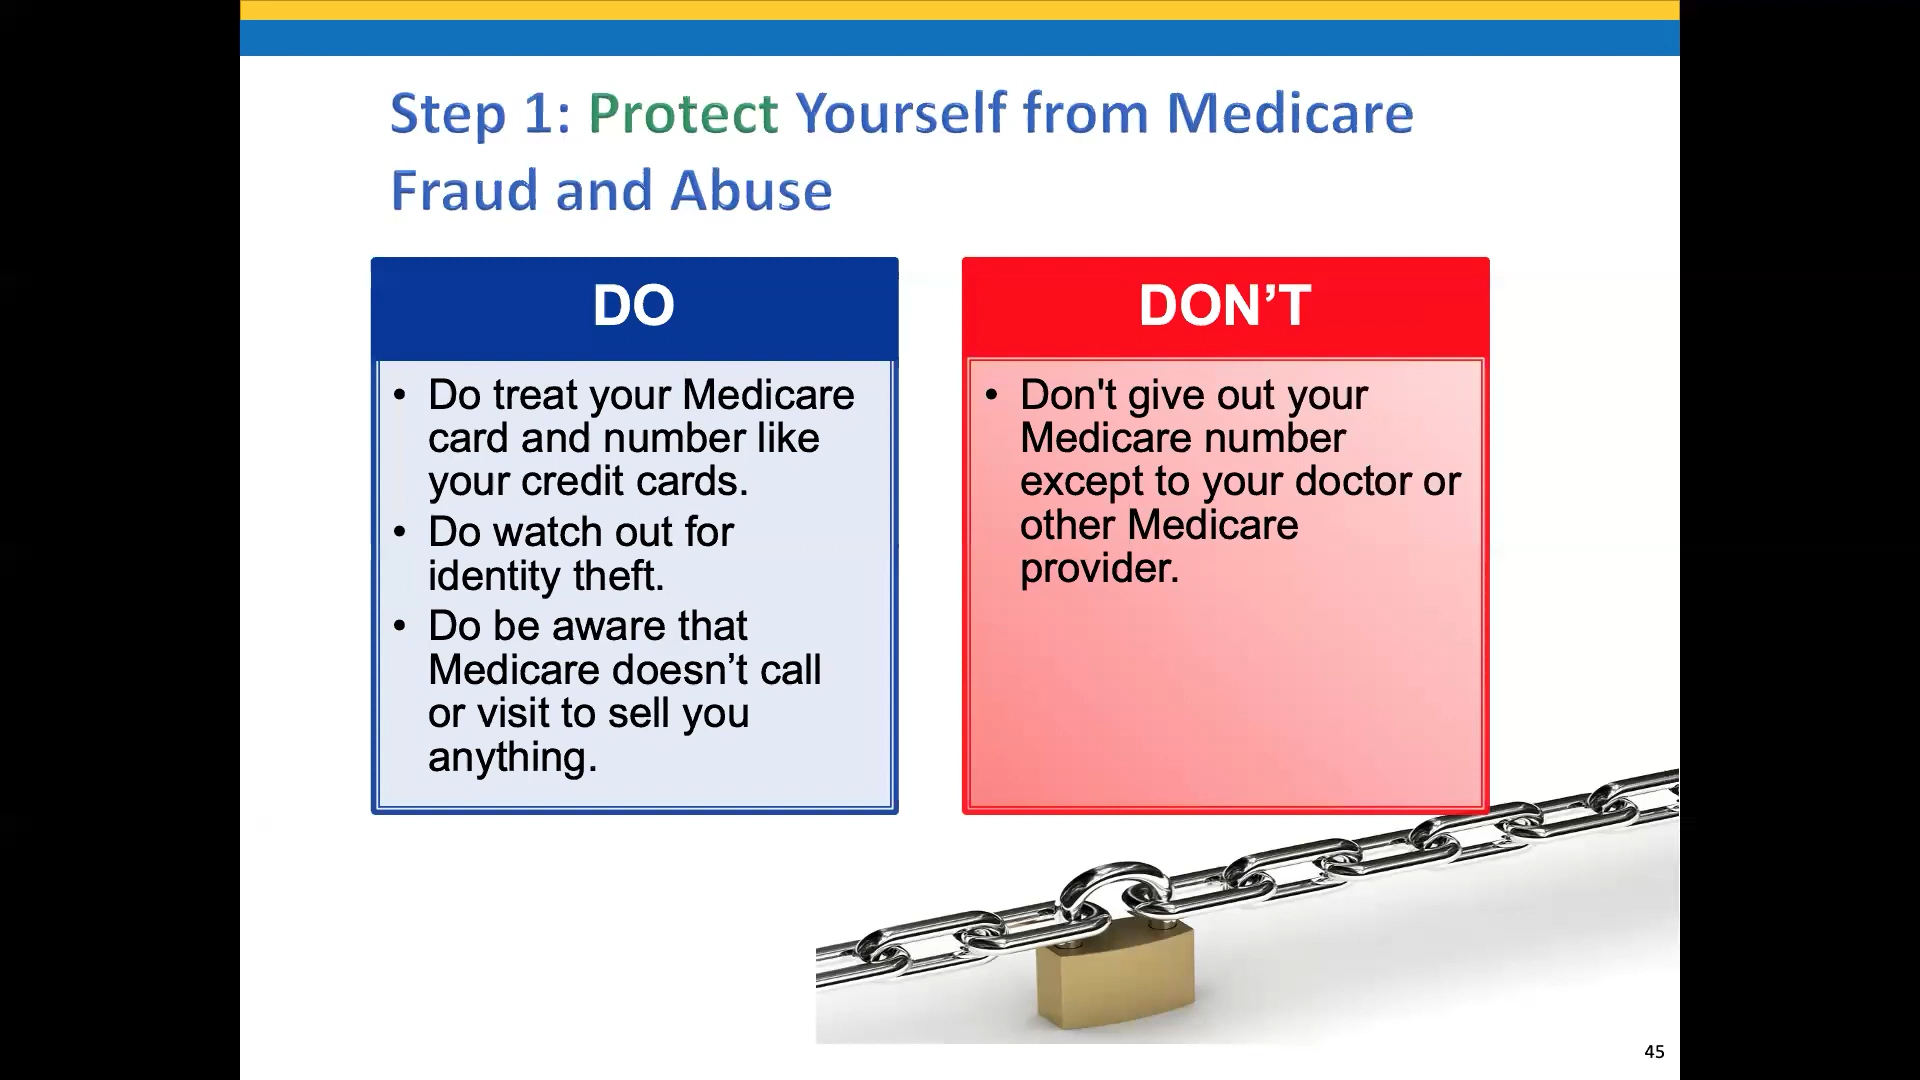 Step 1: Protect Yourself from Medicare
Fraud and Abuse
DO
• Do treat your Medicare
card and number like
your credit cards.
• Do watch out for
identity theft.
• Do be aware that
Medicare doesn’t call
or visit to sell you
anything.
DON’T
• Don't give out your
Medicare number
except to your doctor or
other Medicare
provider.
45